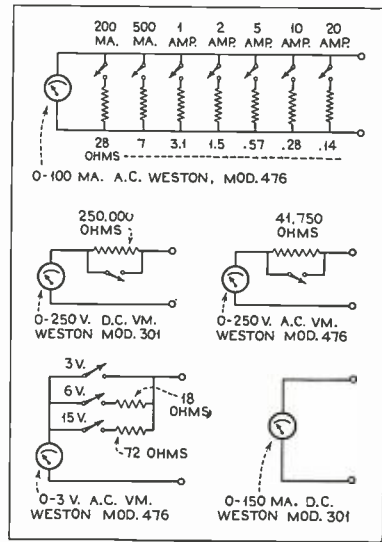 200 500 1 2 5 10 20
MA. MA. AMP. AMP. AMP. AMP. AMP.
28 7 3.1 1.5 .57 .28 .14
OHMS
0-100 MA. A.C. WESTON, MOD. 476
250,000
OHMS
41,750
OHMS
0-250 V. D.C. VM.
WESTON MOD. 301
0-250 V. A.C. VM.
WESTON MOD. 476
3 V.
6 V.
18
OHMS
15 V.
72 OHMS
0-3 V. A.C. VM.
WESTON MOD. 476
0-150 MA. D.C.
WESTON MOD. 301